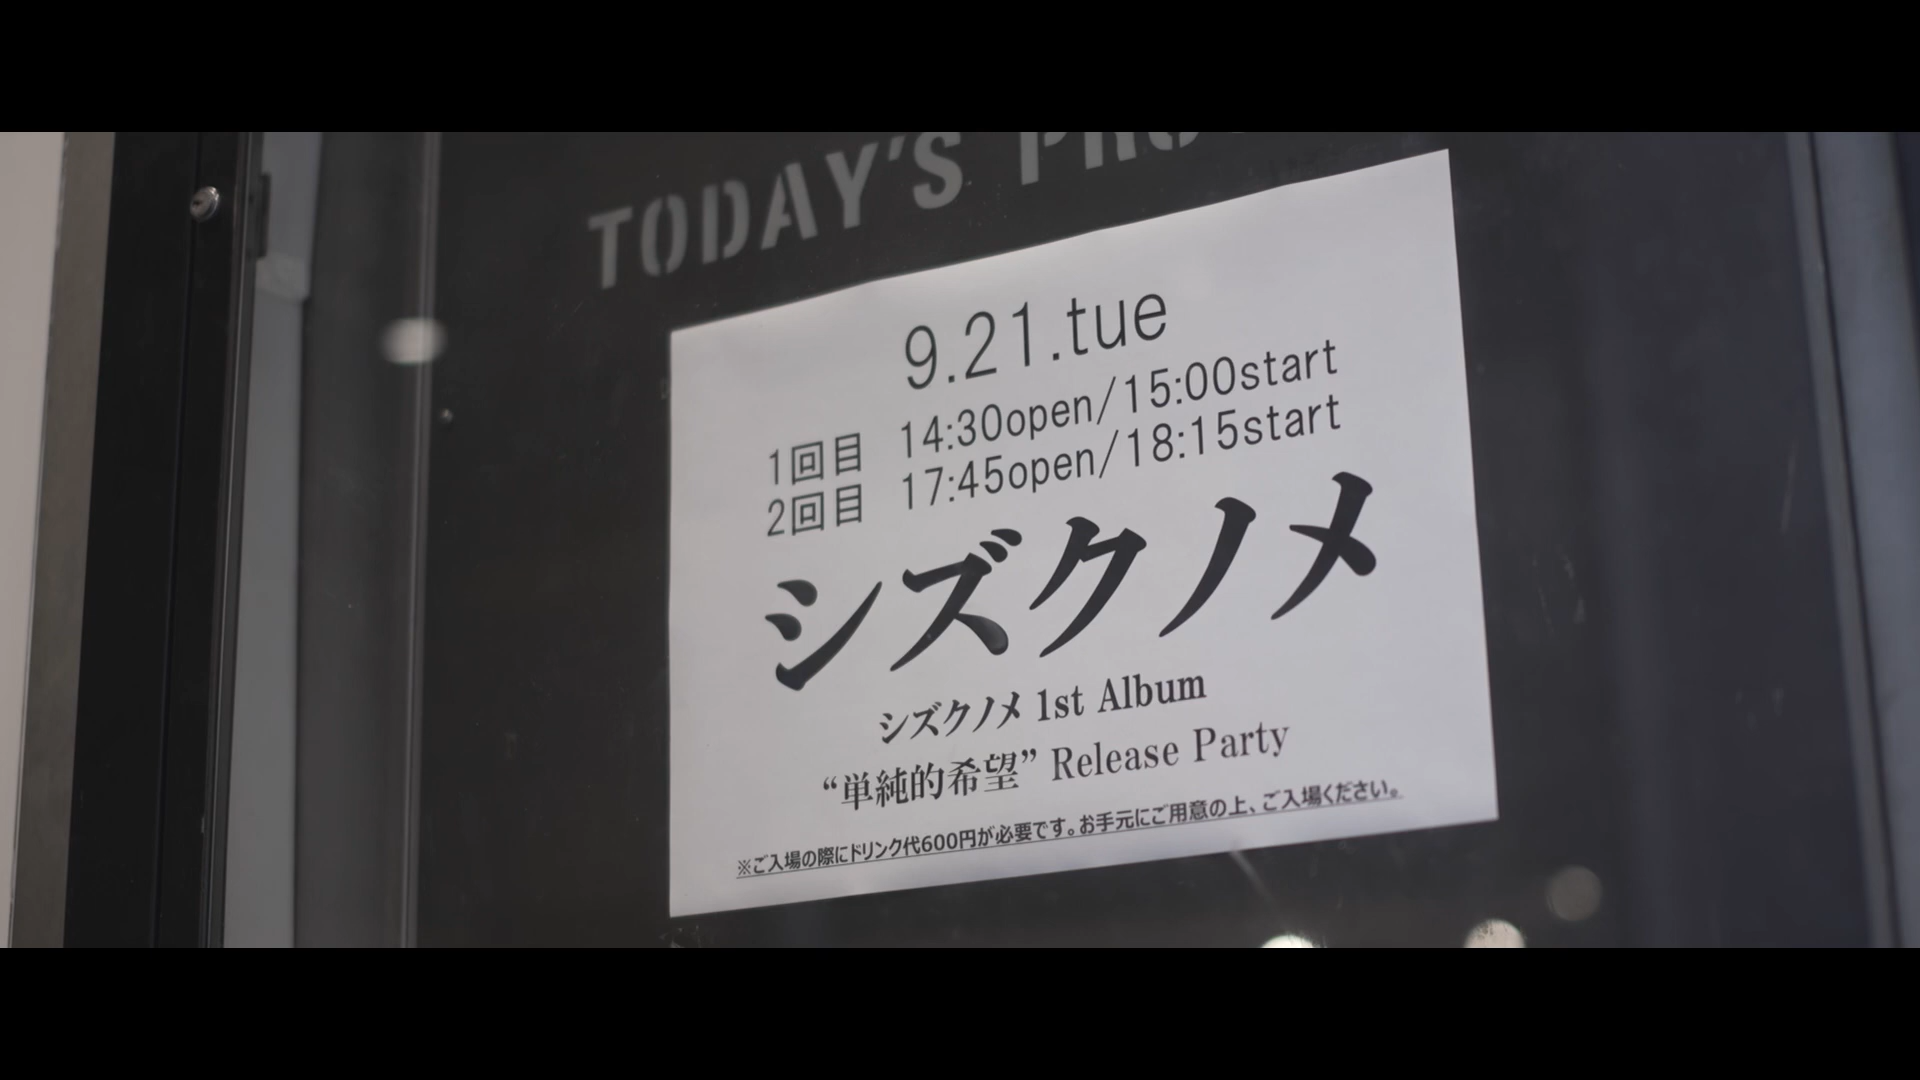 TODAY'S
9.21.tue
1回目 14:30open/15:00start
2回目 17:45open/18:15start
シズクノメ
シズクノメ 1st Album
“単純的希望” Release Party
※ご入場の際にドリンク代600円が必要です。お手元にご用意の上、ご入場ください。